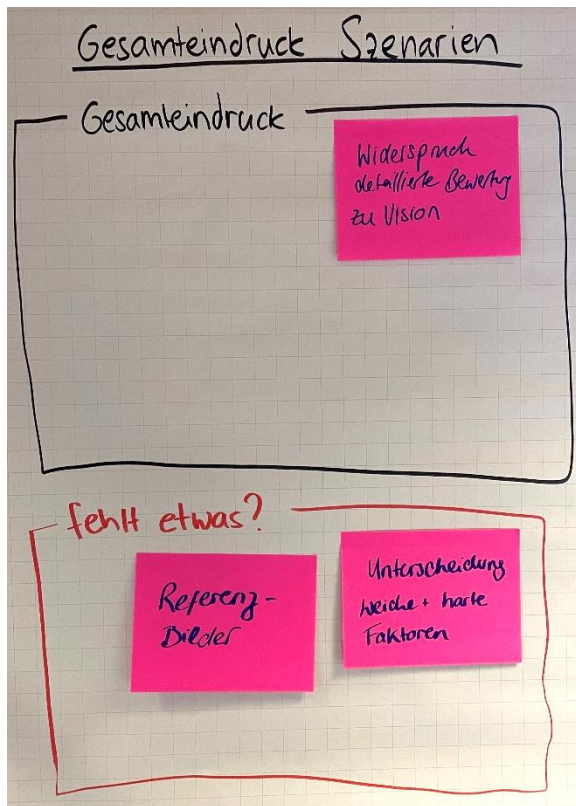 Gesamteindruck Szenarien
Gesamteindruck
Widerspruch
detaillierte Bewertung
zu Vision
fehlt etwas?
Referenz-
Bilder
Unterscheidung
weiche + harte
Faktoren